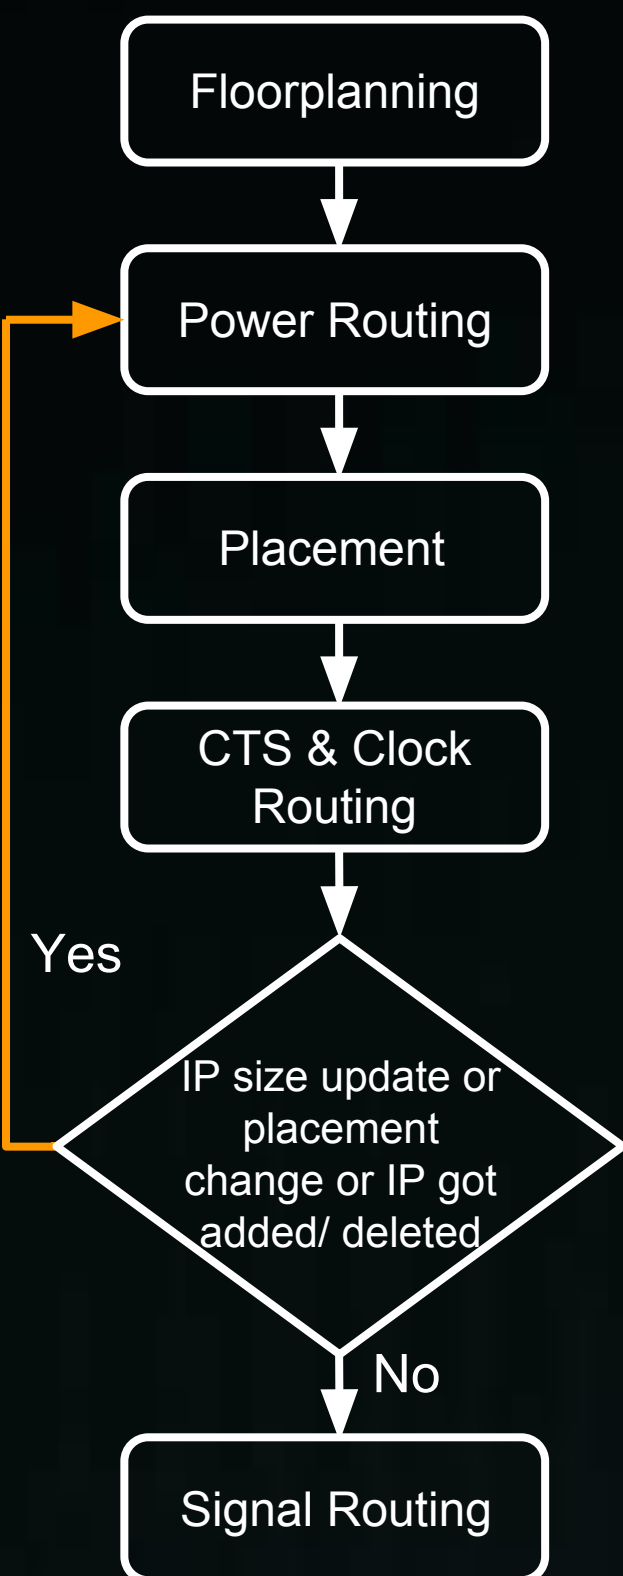 Floorplanning
Power Routing
Placement
CTS & Clock
Routing
Yes
IP size update or
placement
change or IP got
added/ deleted
No
Signal Routing